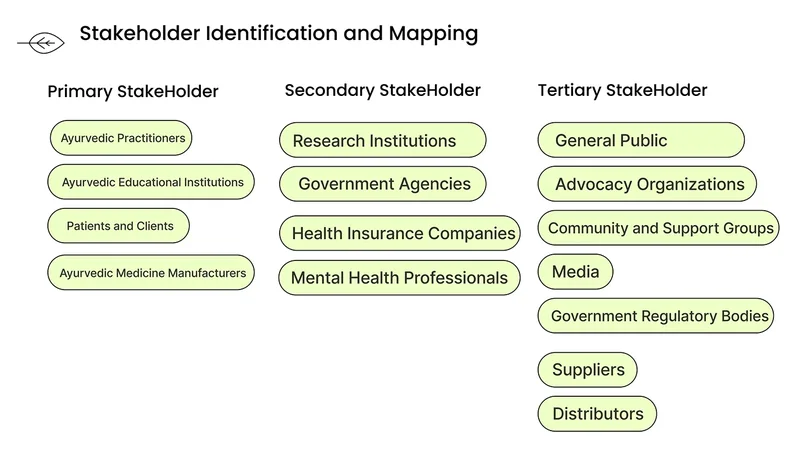 Stakeholder Identification and Mapping
Primary StakeHolder
Ayurvedic Practitioners
Ayurvedic Educational Institutions
Patients and Clients
Ayurvedic Medicine Manufacturers
Secondary StakeHolder
Research Institutions
Government Agencies
Health Insurance Companies
Mental Health Professionals
Tertiary StakeHolder
General Public
Advocacy Organizations
Community and Support Groups
Media
Government Regulatory Bodies
Suppliers
Distributors